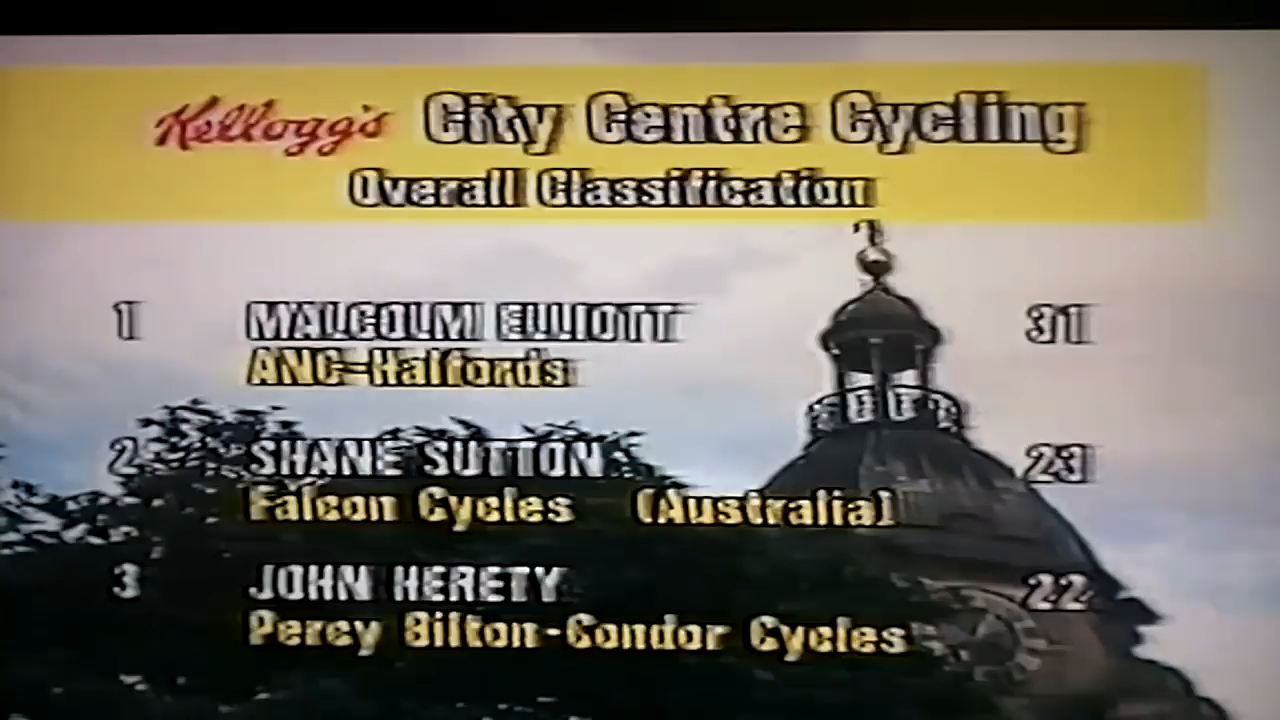 Kellogg's City Centre Cycling
Overall Classification
1 MALCOLM ELLIOTT 31
ANC-Halfords
2 SHANE SUTTON 23
Falcon Cycles (Australia)
3 JOHN HERETY 22
Percy Bilton-Condor Cycles